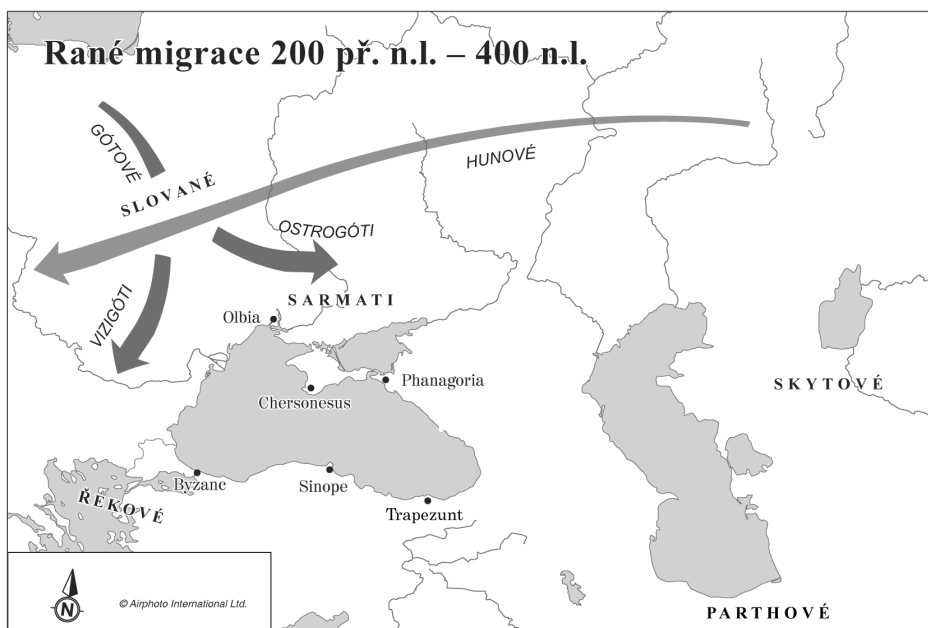 Rané migrace 200 př. n.l. – 400 n.l.
GÓTOVÉ
HUNOVÉ
SLOVANÉ
OSTROGÓTI
VIZIGÓTI
SARMATI
Olbia
Phanagoria
SKYTOVÉ
Chersonesus
Byzanc
Sinope
ŘEKOVÉ
Trapezunt
N
© Airphoto International Ltd.
PARTHOVÉ